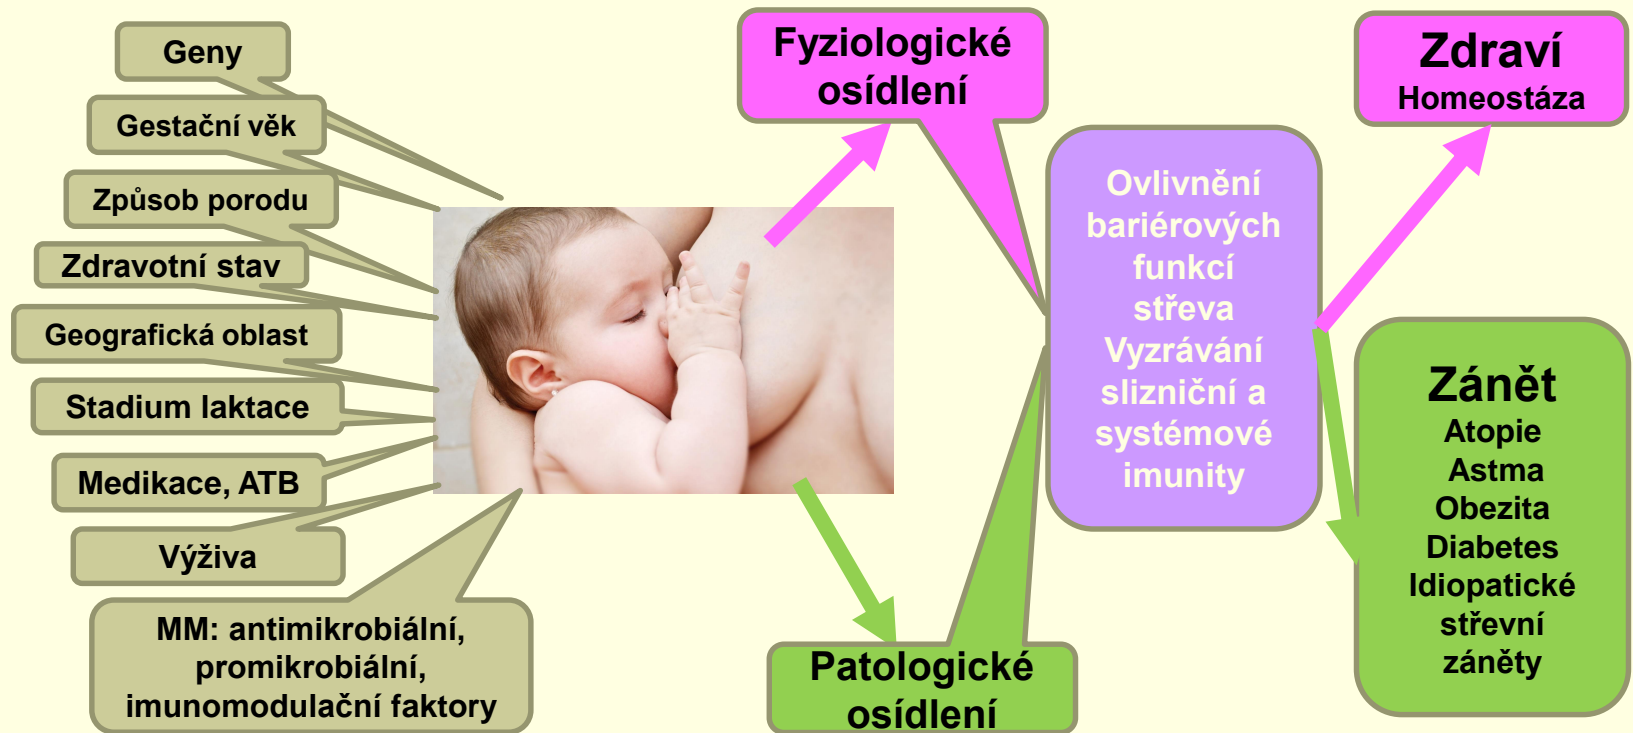 Geny
Gestační věk
Způsob porodu
Zdravotní stav
Geografická oblast
Stadium laktace
Medikace, ATB
Výživa
MM: antimikrobiální,
promikrobiální,
imunomodulační faktory
Fyziologické
osídlení
Patologické
osídlení
Ovlivnění
bariérových
funkcí
střeva
Vyzrávání
slizniční a
systémové
imunity
Zdraví
Homeostáza
Zánět
Atopie
Astma
Obezita
Diabetes
Idiopatické
střevní
záněty